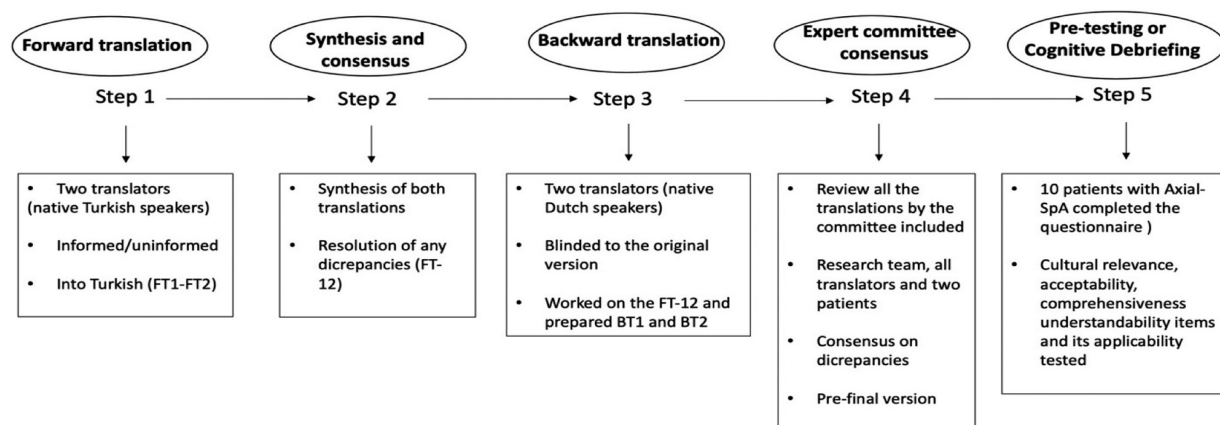 Forward translation
Synthesis and
consensus
Backward translation
Expert committee
consensus
Pre-testing or
Cognitive Debriefing
Step 1
Step 2
Step 3
Step 4
Step 5
• Two translators
(native Turkish speakers)
• Informed/uninformed
• Into Turkish (FT1-FT2)
• Synthesis of both
translations
• Resolution of any
dicrepancies (FT-
12)
• Two translators (native
Dutch speakers)
• Blinded to the original
version
• Worked on the FT-12 and
prepared BT1 and BT2
• Review all the
translations by the
committee included
• Research team, all
translators and two
patients
• Consensus on
dicrepancies
• Pre-final version
• 10 patients with Axial-
SpA completed the
questionnaire )
• Cultural relevance,
acceptability,
comprehensiveness
understandability items
and its applicability
tested